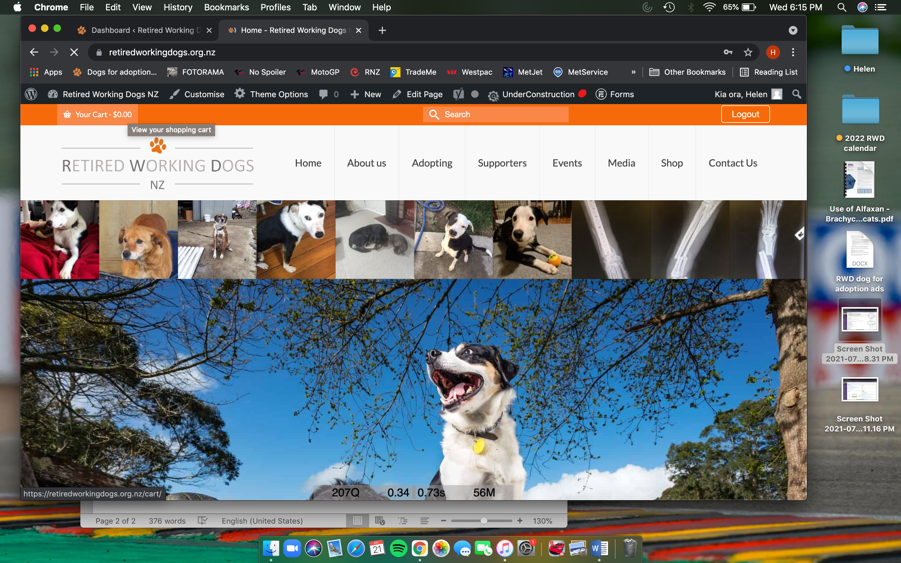 Chrome File Edit View History Bookmarks Profiles Tab Window Help 65% Wed 6:15 PM
Dashboard ‹ Retired Working D Home - Retired Working Dogs
retiredworkingdogs.org.nz H
Apps Dogs for adoption... FOTORAMA No Spoiler MotoGP RNZ TradeMe Westpac MetJet MetService » Other Bookmarks Reading List
Retired Working Dogs NZ Customise Theme Options 0 New Edit Page UnderConstruction Forms Kia ora, Helen
Your Cart - $0.00 Search Logout
View your shopping cart
RETIRED WORKING DOGS
NZ
Home About us Adopting Supporters Events Media Shop Contact Us
https://retiredworkingdogs.org.nz/cart/ 207Q 0.34 0.73s 56M
Page 2 of 2 376 words English (United States) 130%
Helen
2022 RWD
calendar
Use of Alfaxan -
Brachyc...cats.pdf
DOCX
RWD dog for
adoption ads
Screen Shot
2021-07...8.31 PM
Screen Shot
2021-07...11.16 PM
21